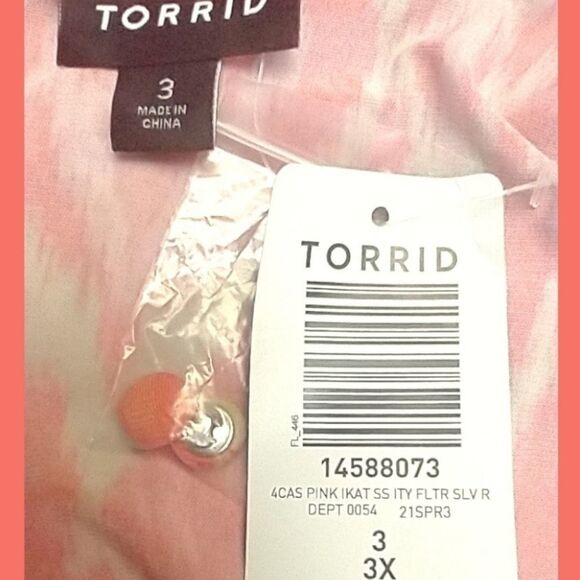 TORRID
3
MADE IN
CHINA
TORRID
FL_446
14588073
4CAS PINK IKAT SS ITY FLTR SLV R
DEPT 0054 21SPR3
3
3X